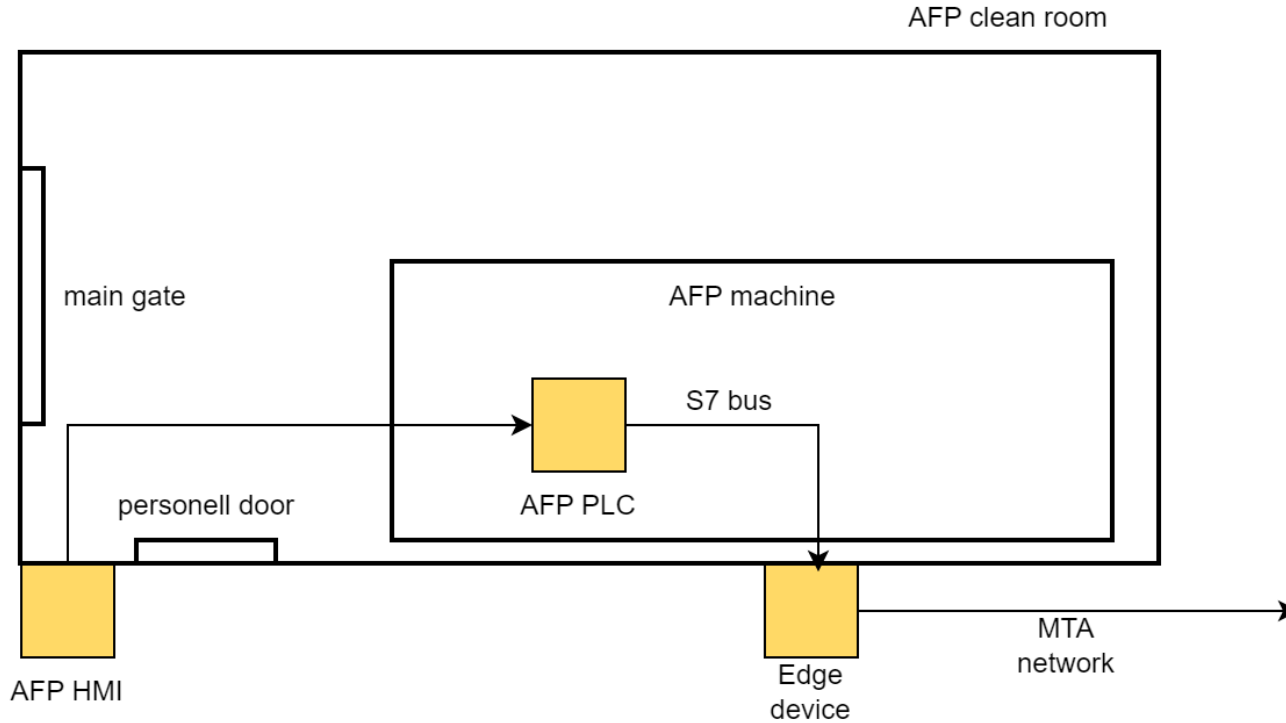 AFP clean room
main gate
AFP machine
S7 bus
personell door
AFP PLC
AFP HMI
Edge
device
MTA
network